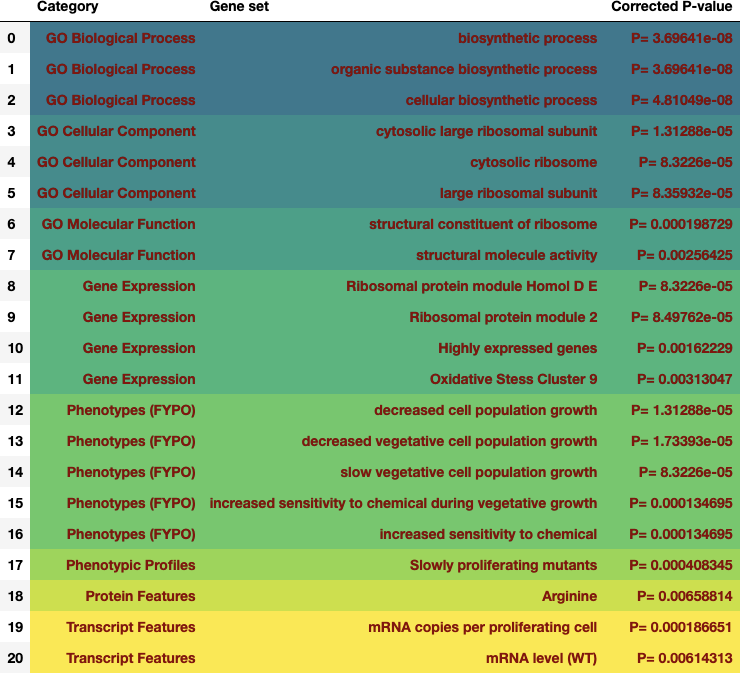 Category Gene set Corrected P-value
0 GO Biological Process biosynthetic process P= 3.69641e-08
1 GO Biological Process organic substance biosynthetic process P= 3.69641e-08
2 GO Biological Process cellular biosynthetic process P= 4.81049e-08
3 GO Cellular Component cytosolic large ribosomal subunit P= 1.31288e-05
4 GO Cellular Component cytosolic ribosome P= 8.3226e-05
5 GO Cellular Component large ribosomal subunit P= 8.35932e-05
6 GO Molecular Function structural constituent of ribosome P= 0.000198729
7 GO Molecular Function structural molecule activity P= 0.00256425
8 Gene Expression Ribosomal protein module Homol D E P= 8.3226e-05
9 Gene Expression Ribosomal protein module 2 P= 8.49762e-05
10 Gene Expression Highly expressed genes P= 0.00162229
11 Gene Expression Oxidative Stess Cluster 9 P= 0.00313047
12 Phenotypes (FYPO) decreased cell population growth P= 1.31288e-05
13 Phenotypes (FYPO) decreased vegetative cell population growth P= 1.73393e-05
14 Phenotypes (FYPO) slow vegetative cell population growth P= 8.3226e-05
15 Phenotypes (FYPO) increased sensitivity to chemical during vegetative growth P= 0.000134695
16 Phenotypes (FYPO) increased sensitivity to chemical P= 0.000134695
17 Phenotypic Profiles Slowly proliferating mutants P= 0.000408345
18 Protein Features Arginine P= 0.00658814
19 Transcript Features mRNA copies per proliferating cell P= 0.000186651
20 Transcript Features mRNA level (WT) P= 0.00614313